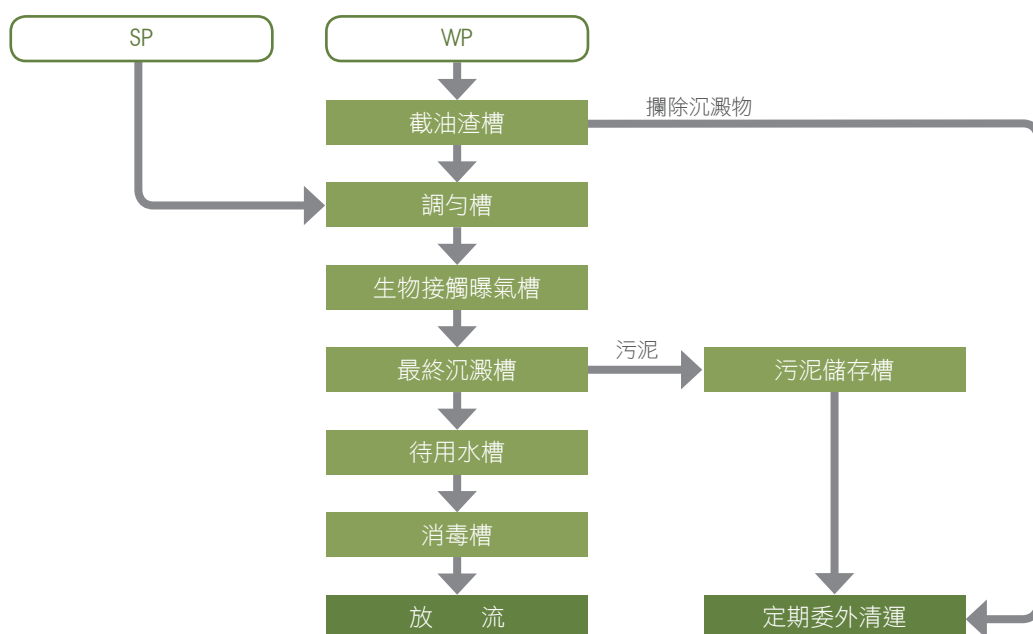 SP
WP
截油渣槽
攔除沉澱物
調勻槽
生物接觸曝氣槽
最終沉澱槽
污泥
污泥儲存槽
待用水槽
消毒槽
放 流
定期委外清運